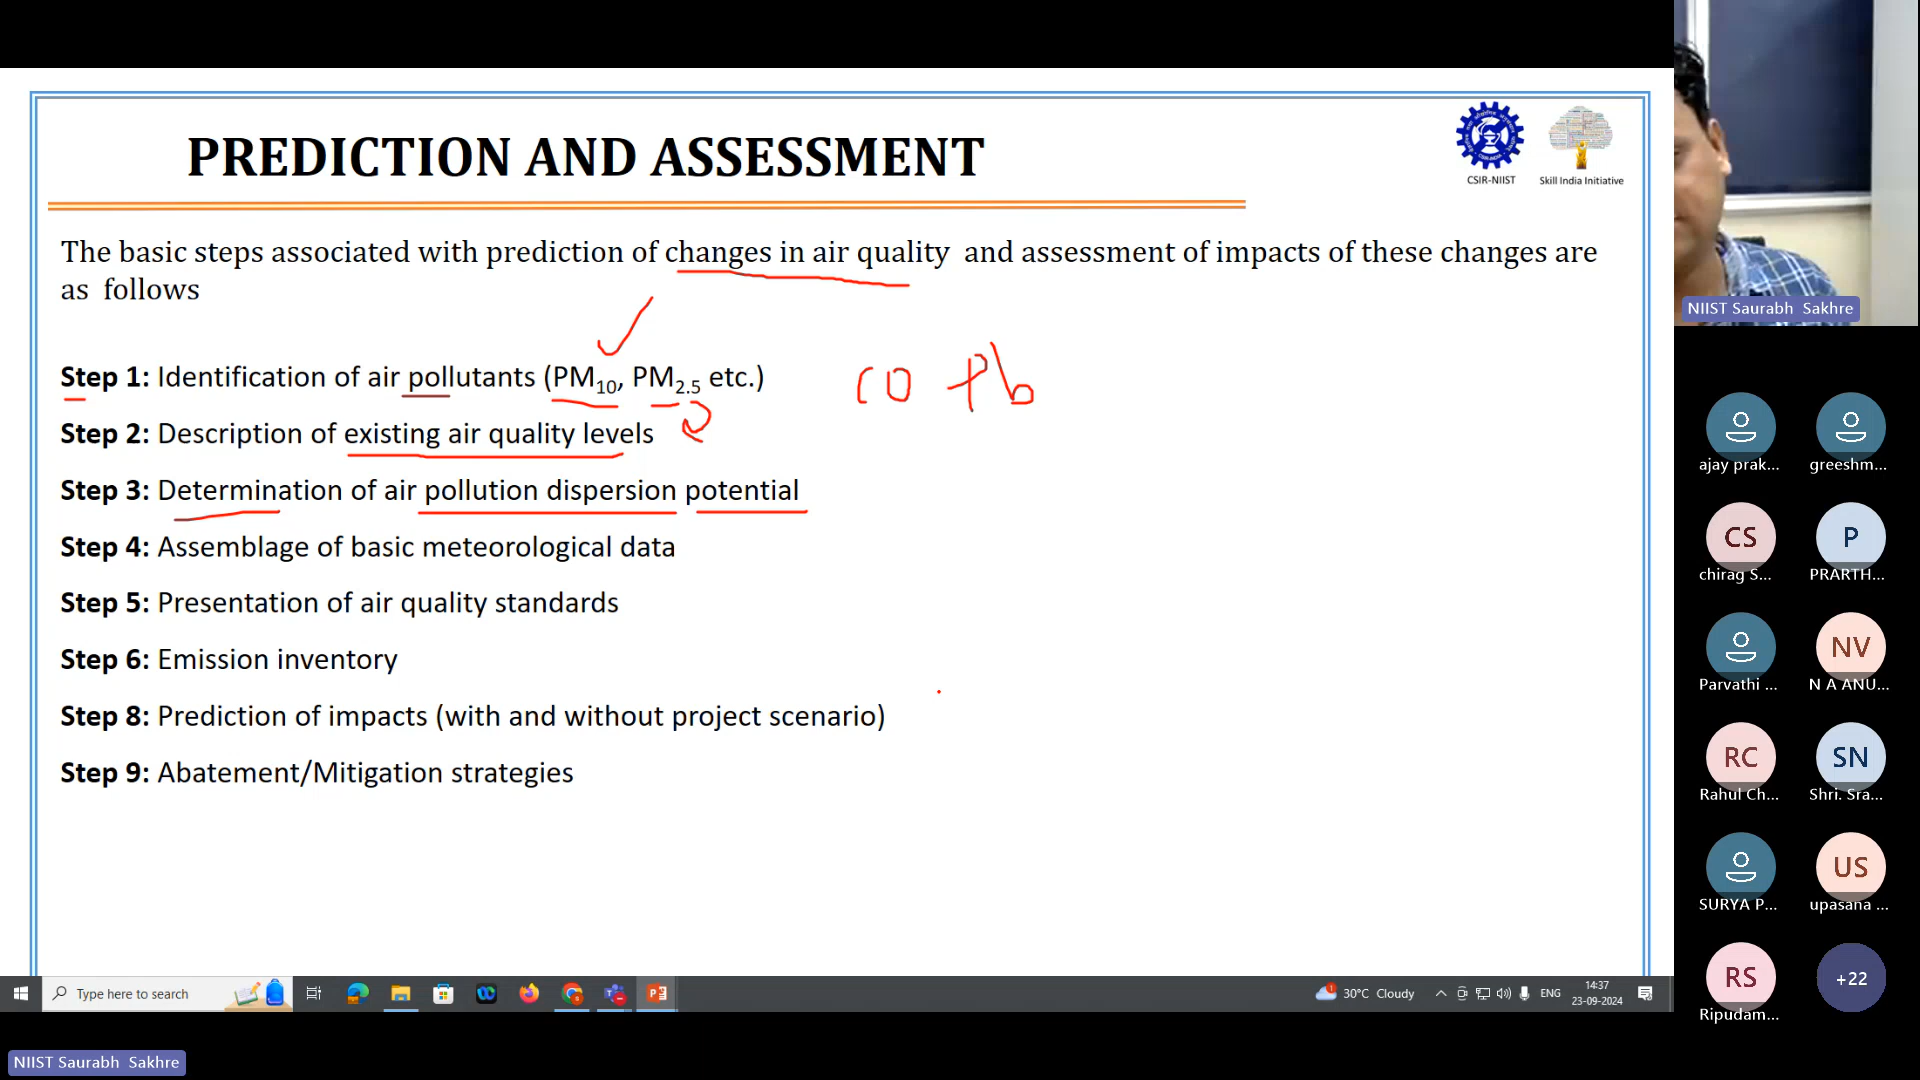 PREDICTION AND ASSESSMENT
CSIR-NIIST
Skill India Initiative
The basic steps associated with prediction of changes in air quality and assessment of impacts of these changes are
as follows
Step 1: Identification of air pollutants (PM10, PM2.5 etc.)
CO Pb
Step 2: Description of existing air quality levels
Step 3: Determination of air pollution dispersion potential
Step 4: Assemblage of basic meteorological data
Step 5: Presentation of air quality standards
Step 6: Emission inventory
Step 8: Prediction of impacts (with and without project scenario)
Step 9: Abatement/Mitigation strategies
NIIST Saurabh Sakhre
ajay prak...
greeshm...
CS
chirag S...
P
PRARTH...
Parvathi ...
NV
N A ANU...
RC
Rahul Ch...
SN
Shri. Sra...
SURYA P...
US
upasana ...
RS
Ripudam...
+22
Type here to search
30°C Cloudy
ENG
14:37
23-09-2024
NIIST Saurabh Sakhre